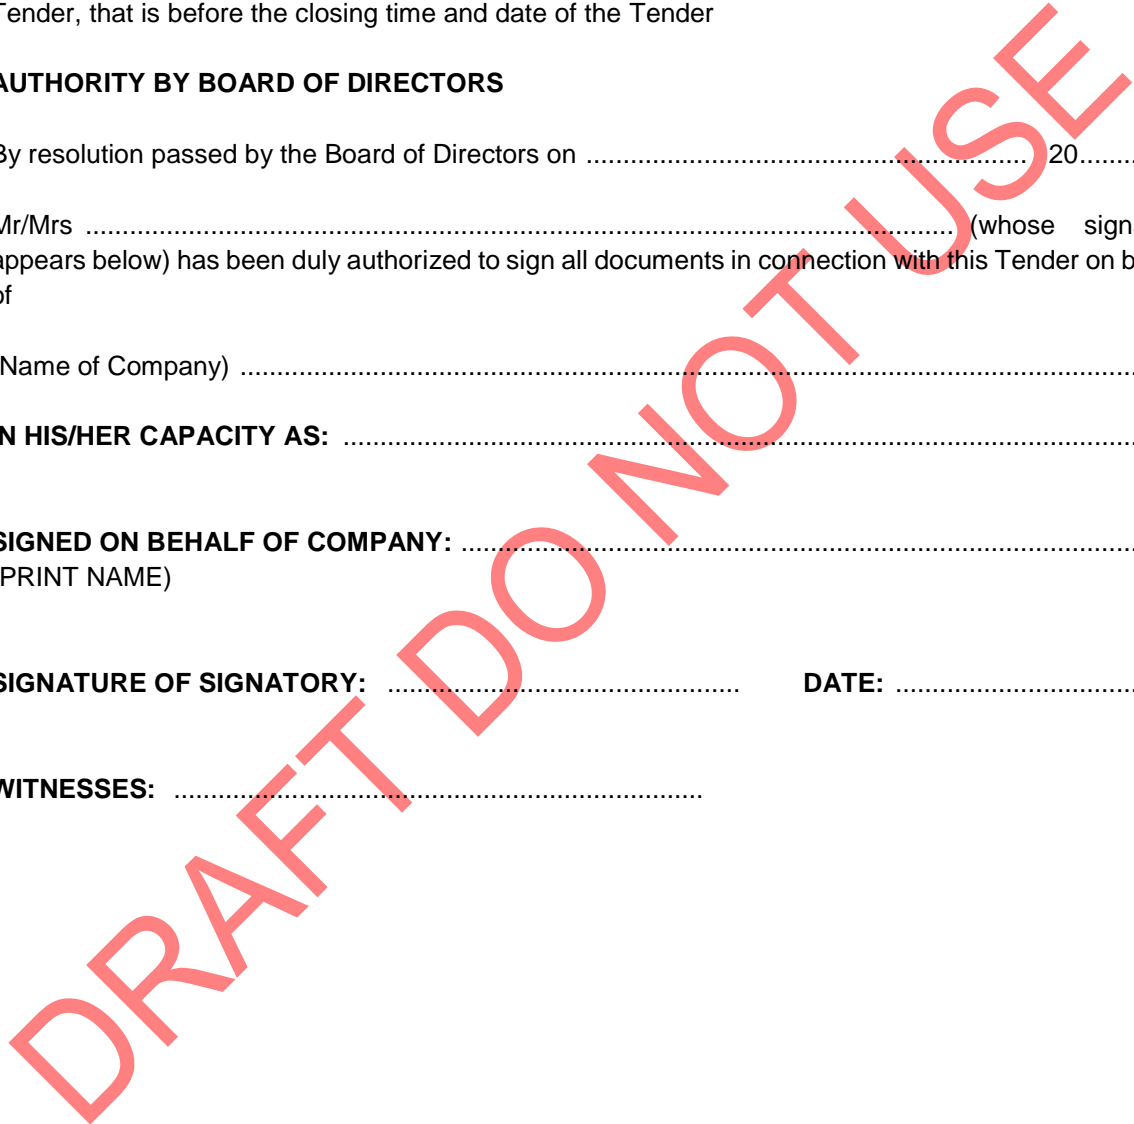 Tender, that is before the closing time and date of the Tender
AUTHORITY BY BOARD OF DIRECTORS
By resolution passed by the Board of Directors on ............................................................ 20........
Mr/Mrs ...................................................................................................................... (whose sign
appears below) has been duly authorized to sign all documents in connection with this Tender on b
of
(Name of Company) .........................................................................................................................
IN HIS/HER CAPACITY AS: ...........................................................................................................
SIGNED ON BEHALF OF COMPANY: ...........................................................................................
(PRINT NAME)
SIGNATURE OF SIGNATORY: ................................................ DATE: .................................
WITNESSES: ........................................................................
DRAFT DO NOT USE